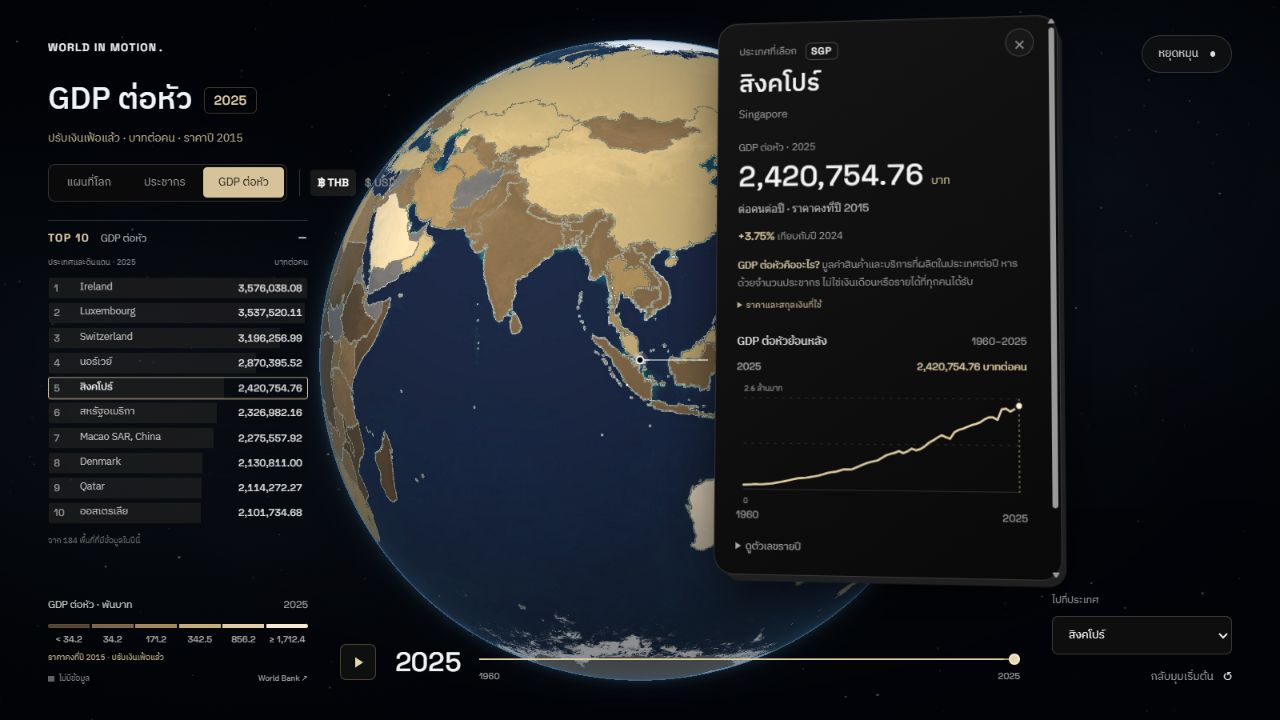 WORLD IN MOTION.
GDP ต่อหัว 2025
ปรับเงินเฟ้อแล้ว · บาทต่อคน · ราคาปี 2015
แผนที่โลก ประชากร GDP ต่อหัว ฿ THB $ USD
TOP 10 GDP ต่อหัว −
ประเทศและดินแดน · 2025 บาทต่อคน
1 Ireland 3,576,038.08
2 Luxembourg 3,537,520.11
3 Switzerland 3,196,256.99
4 นอร์เวย์ 2,870,395.52
5 สิงคโปร์ 2,420,754.76
6 สหรัฐอเมริกา 2,326,982.16
7 Macao SAR, China 2,275,557.92
8 Denmark 2,130,811.00
9 Qatar 2,114,272.27
10 ออสเตรเลีย 2,101,734.68
จาก 184 พื้นที่ที่มีข้อมูลในปีนี้
GDP ต่อหัว · พันบาท 2025
< 34.2 34.2 171.2 342.5 856.2 ≥ 1,712.4
ราคาคงที่ปี 2015 · ปรับเงินเฟ้อแล้ว
ไม่มีข้อมูล World Bank ↗
ประเทศที่เลือก SGP ×
สิงคโปร์
Singapore
GDP ต่อหัว · 2025
2,420,754.76 บาท
ต่อคนต่อปี · ราคาคงที่ปี 2015
+3.75% เทียบกับปี 2024
GDP ต่อหัวคืออะไร? มูลค่าสินค้าและบริการที่ผลิตในประเทศต่อปี หาร
ด้วยจำนวนประชากร ไม่ใช่เงินเดือนหรือรายได้ที่ทุกคนได้รับ
▶ ราคาและสกุลเงินที่ใช้
GDP ต่อหัวย้อนหลัง 1960–2025
2025 2,420,754.76 บาทต่อคน
2.6 ล้านบาท
0
1960 2025
▶ ดูตัวเลขรายปี
หยุดหมุน
2025
1960 2025
ไปที่ประเทศ
สิงคโปร์
กลับมุมเริ่มต้น ↺